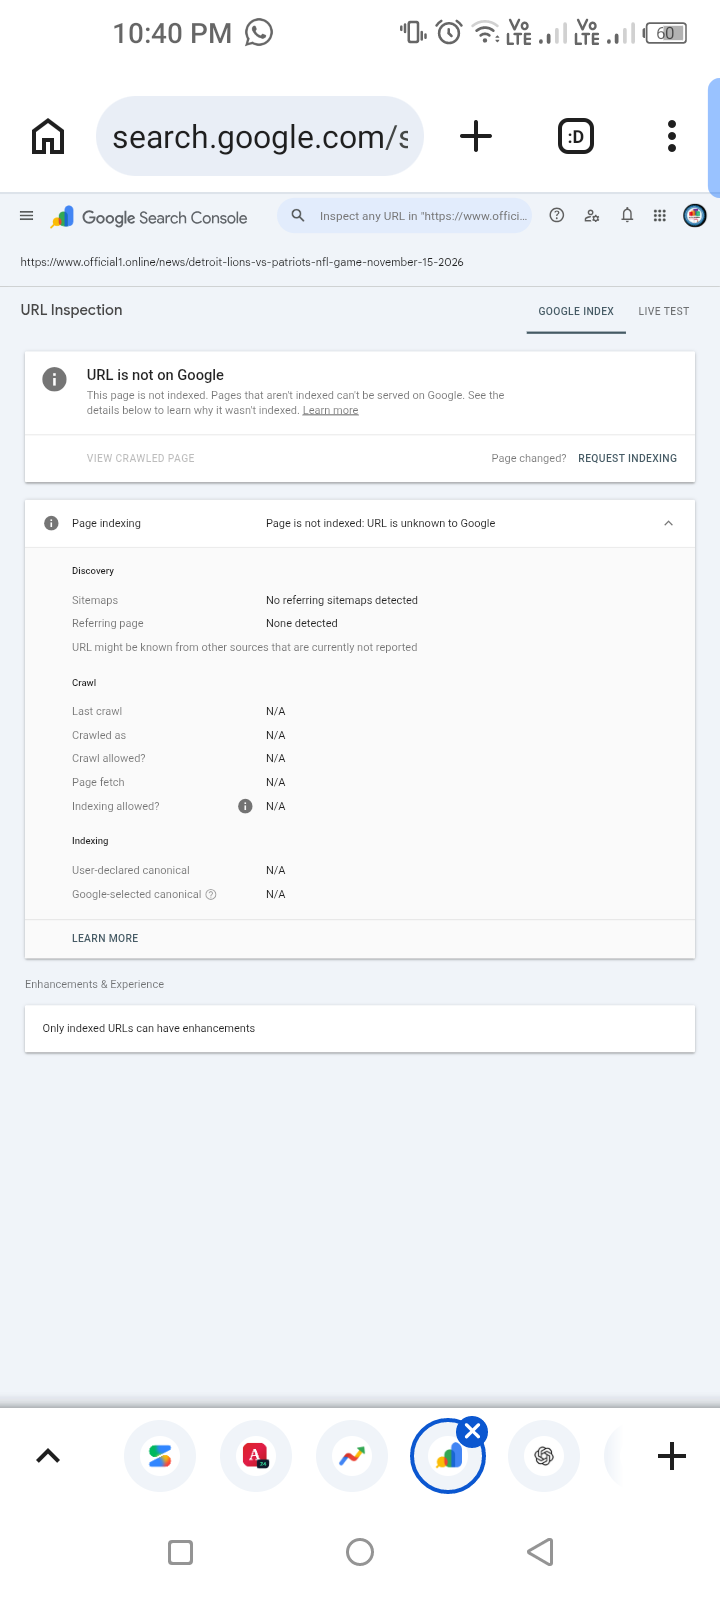 10:40 PM
Vo LTE Vo LTE 60
search.google.com/s
:D
Google Search Console
Inspect any URL in "https://www.offici...
https://www.official1.online/news/detroit-lions-vs-patriots-nfl-game-november-15-2026
URL Inspection
GOOGLE INDEX LIVE TEST
URL is not on Google
This page is not indexed. Pages that aren't indexed can't be served on Google. See the
details below to learn why it wasn't indexed. Learn more
VIEW CRAWLED PAGE
Page changed? REQUEST INDEXING
Page indexing Page is not indexed: URL is unknown to Google
Discovery
Sitemaps No referring sitemaps detected
Referring page None detected
URL might be known from other sources that are currently not reported
Crawl
Last crawl N/A
Crawled as N/A
Crawl allowed? N/A
Page fetch N/A
Indexing allowed? N/A
Indexing
User-declared canonical N/A
Google-selected canonical N/A
LEARN MORE
Enhancements & Experience
Only indexed URLs can have enhancements
A